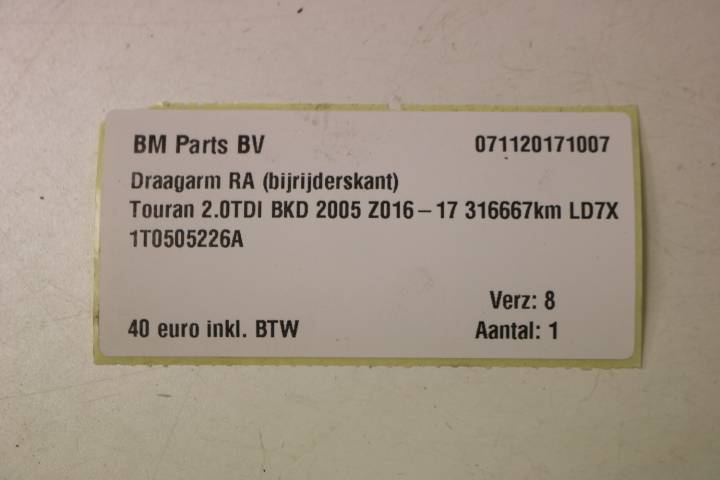 BM Parts BV 071120171007
Draagarm RA (bijrijderskant)
Touran 2.0TDI BKD 2005 Z016 – 17 316667km LD7X
1T0505226A
Verz: 8
40 euro inkl. BTW Aantal: 1